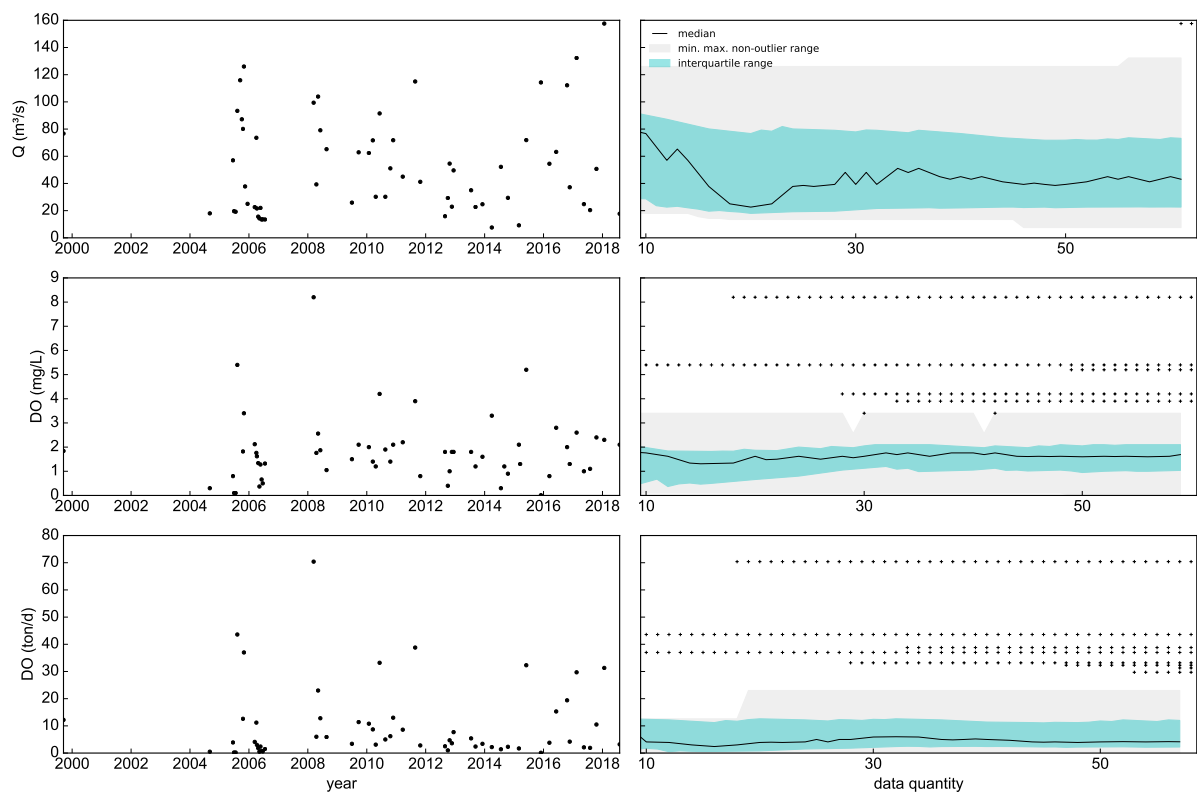 160
140
120
100
80
60
40
20
0
Q (m³/s)
2000 2002 2004 2006 2008 2010 2012 2014 2016 2018
median
min. max. non-outlier range
interquartile range
10 30 50
9
8
7
6
5
4
3
2
1
0
DO (mg/L)
2000 2002 2004 2006 2008 2010 2012 2014 2016 2018
10 30 50
80
70
60
50
40
30
20
10
0
DO (ton/d)
2000 2002 2004 2006 2008 2010 2012 2014 2016 2018
year
10 30 50
data quantity